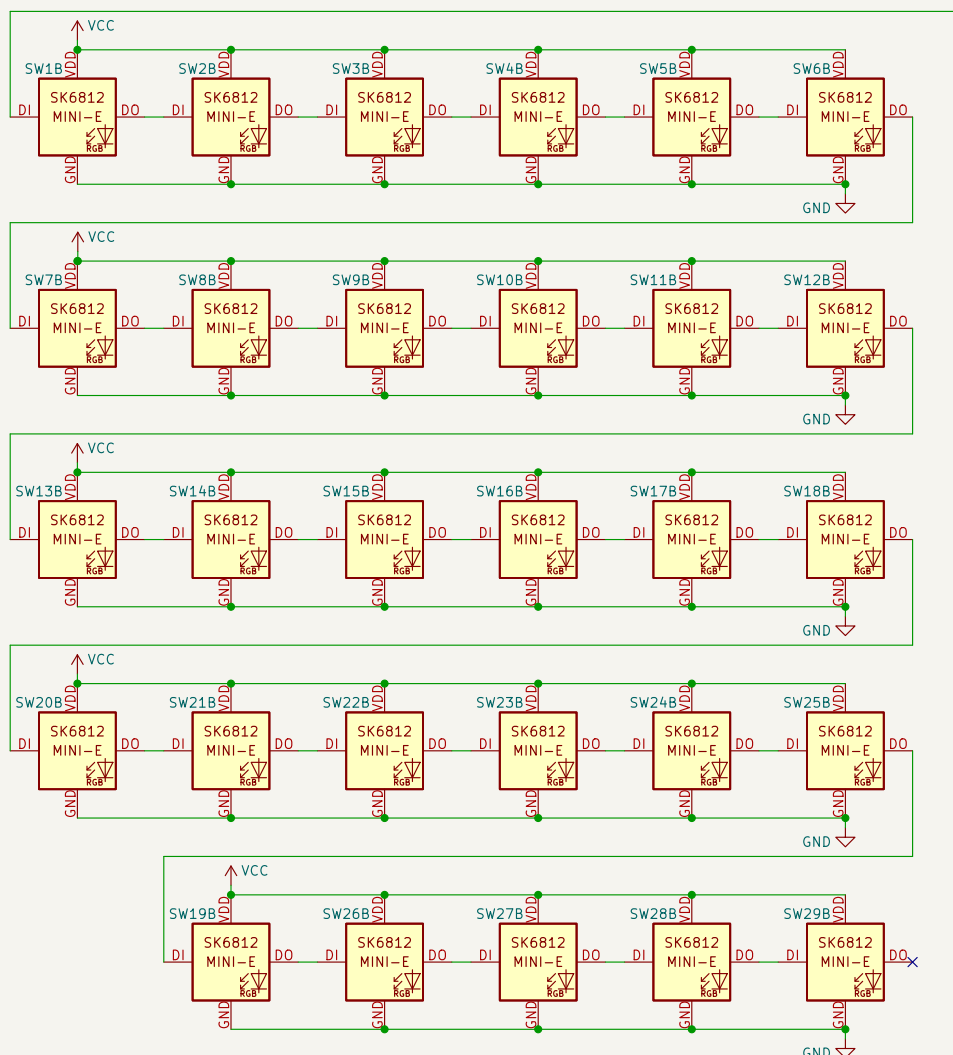 VCC
SW1B SW2B SW3B SW4B SW5B SW6B
VDD VDD VDD VDD VDD VDD
SK6812 SK6812 SK6812 SK6812 SK6812 SK6812
DI MINI-E DO DI MINI-E DO DI MINI-E DO DI MINI-E DO DI MINI-E DO DI MINI-E DO
RGB RGB RGB RGB RGB RGB
GND GND GND GND GND GND
GND
VCC
SW7B SW8B SW9B SW10B SW11B SW12B
VDD VDD VDD VDD VDD VDD
SK6812 SK6812 SK6812 SK6812 SK6812 SK6812
DI MINI-E DO DI MINI-E DO DI MINI-E DO DI MINI-E DO DI MINI-E DO DI MINI-E DO
RGB RGB RGB RGB RGB RGB
GND GND GND GND GND GND
GND
VCC
SW13B SW14B SW15B SW16B SW17B SW18B
VDD VDD VDD VDD VDD VDD
SK6812 SK6812 SK6812 SK6812 SK6812 SK6812
DI MINI-E DO DI MINI-E DO DI MINI-E DO DI MINI-E DO DI MINI-E DO DI MINI-E DO
RGB RGB RGB RGB RGB RGB
GND GND GND GND GND GND
GND
VCC
SW20B SW21B SW22B SW23B SW24B SW25B
VDD VDD VDD VDD VDD VDD
SK6812 SK6812 SK6812 SK6812 SK6812 SK6812
DI MINI-E DO DI MINI-E DO DI MINI-E DO DI MINI-E DO DI MINI-E DO DI MINI-E DO
RGB RGB RGB RGB RGB RGB
GND GND GND GND GND GND
GND
VCC
SW19B SW26B SW27B SW28B SW29B
VDD VDD VDD VDD VDD
SK6812 SK6812 SK6812 SK6812 SK6812
DI MINI-E DO DI MINI-E DO DI MINI-E DO DI MINI-E DO DI MINI-E DO
RGB RGB RGB RGB RGB
GND GND GND GND GND
GND